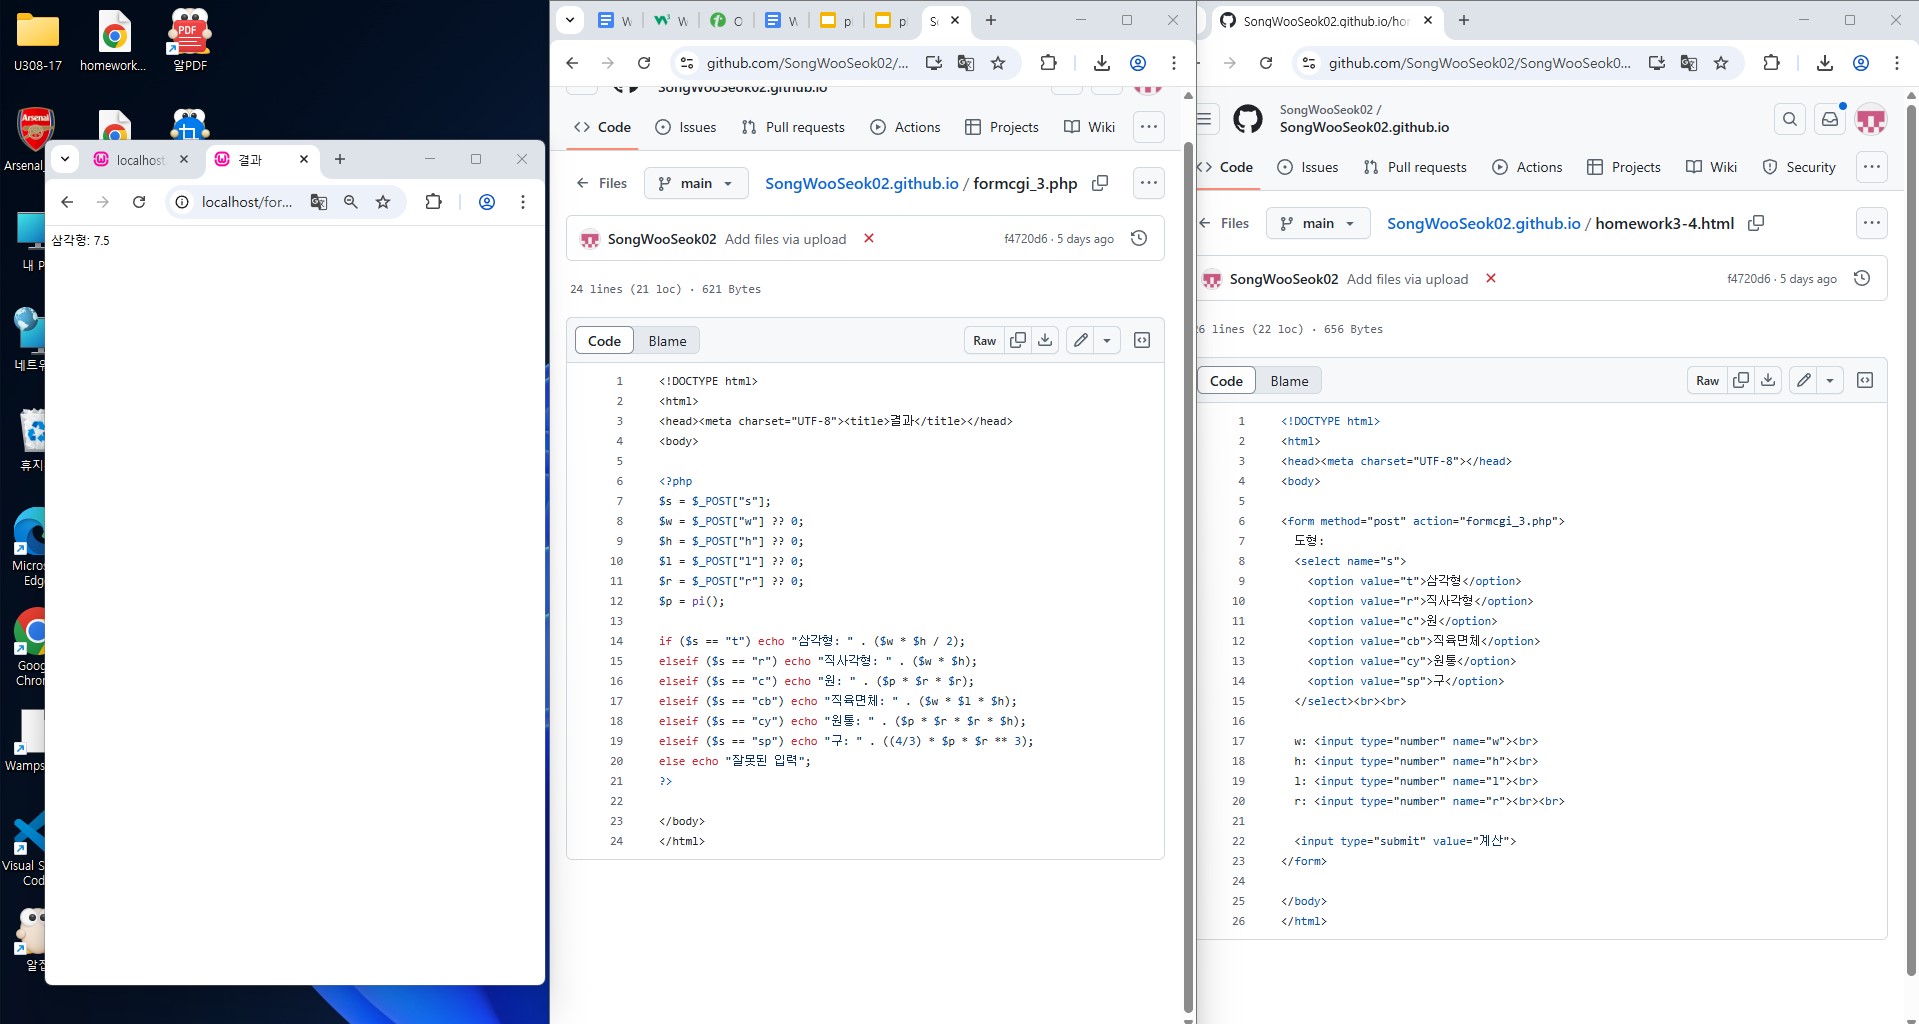 U308-17
homework...
알PDF
Arsenal
내 P
네트워
휴지
Micros
Edge
Goog
Chron
Wamps
Visual S
Code
알집
localhost
결과
localhost/for...
삼각형: 7.5
github.com/SongWooSeok02/...
SongWooSeok02.github.io
Code
Issues
Pull requests
Actions
Projects
Wiki
Files
main
SongWooSeok02.github.io / formcgi_3.php
SongWooSeok02 Add files via upload
f4720d6 · 5 days ago
24 lines (21 loc) · 621 Bytes
Code
Blame
Raw
1 <!DOCTYPE html>
2 <html>
3 <head><meta charset="UTF-8"><title>결과</title></head>
4 <body>
5
6 <?php
7 $s = $_POST["s"];
8 $w = $_POST["w"] ?? 0;
9 $h = $_POST["h"] ?? 0;
10 $l = $_POST["l"] ?? 0;
11 $r = $_POST["r"] ?? 0;
12 $p = pi();
13
14 if ($s == "t") echo "삼각형: " . ($w * $h / 2);
15 elseif ($s == "r") echo "직사각형: " . ($w * $h);
16 elseif ($s == "c") echo "원: " . ($p * $r * $r);
17 elseif ($s == "cb") echo "직육면체: " . ($w * $l * $h);
18 elseif ($s == "cy") echo "원통: " . ($p * $r * $r * $h);
19 elseif ($s == "sp") echo "구: " . ((4/3) * $p * $r ** 3);
20 else echo "잘못된 입력";
21 ?>
22
23 </body>
24 </html>
SongWooSeok02.github.io/ho
github.com/SongWooSeok02/SongWooSeok0...
SongWooSeok02 /
SongWooSeok02.github.io
Code
Issues
Pull requests
Actions
Projects
Wiki
Security
Files
main
SongWooSeok02.github.io / homework3-4.html
SongWooSeok02 Add files via upload
f4720d6 · 5 days ago
26 lines (22 loc) · 656 Bytes
Code
Blame
Raw
1 <!DOCTYPE html>
2 <html>
3 <head><meta charset="UTF-8"></head>
4 <body>
5
6 <form method="post" action="formcgi_3.php">
7 도형:
8 <select name="s">
9 <option value="t">삼각형</option>
10 <option value="r">직사각형</option>
11 <option value="c">원</option>
12 <option value="cb">직육면체</option>
13 <option value="cy">원통</option>
14 <option value="sp">구</option>
15 </select><br><br>
16
17 w: <input type="number" name="w"><br>
18 h: <input type="number" name="h"><br>
19 l: <input type="number" name="l"><br>
20 r: <input type="number" name="r"><br><br>
21
22 <input type="submit" value="계산">
23 </form>
24
25 </body>
26 </html>